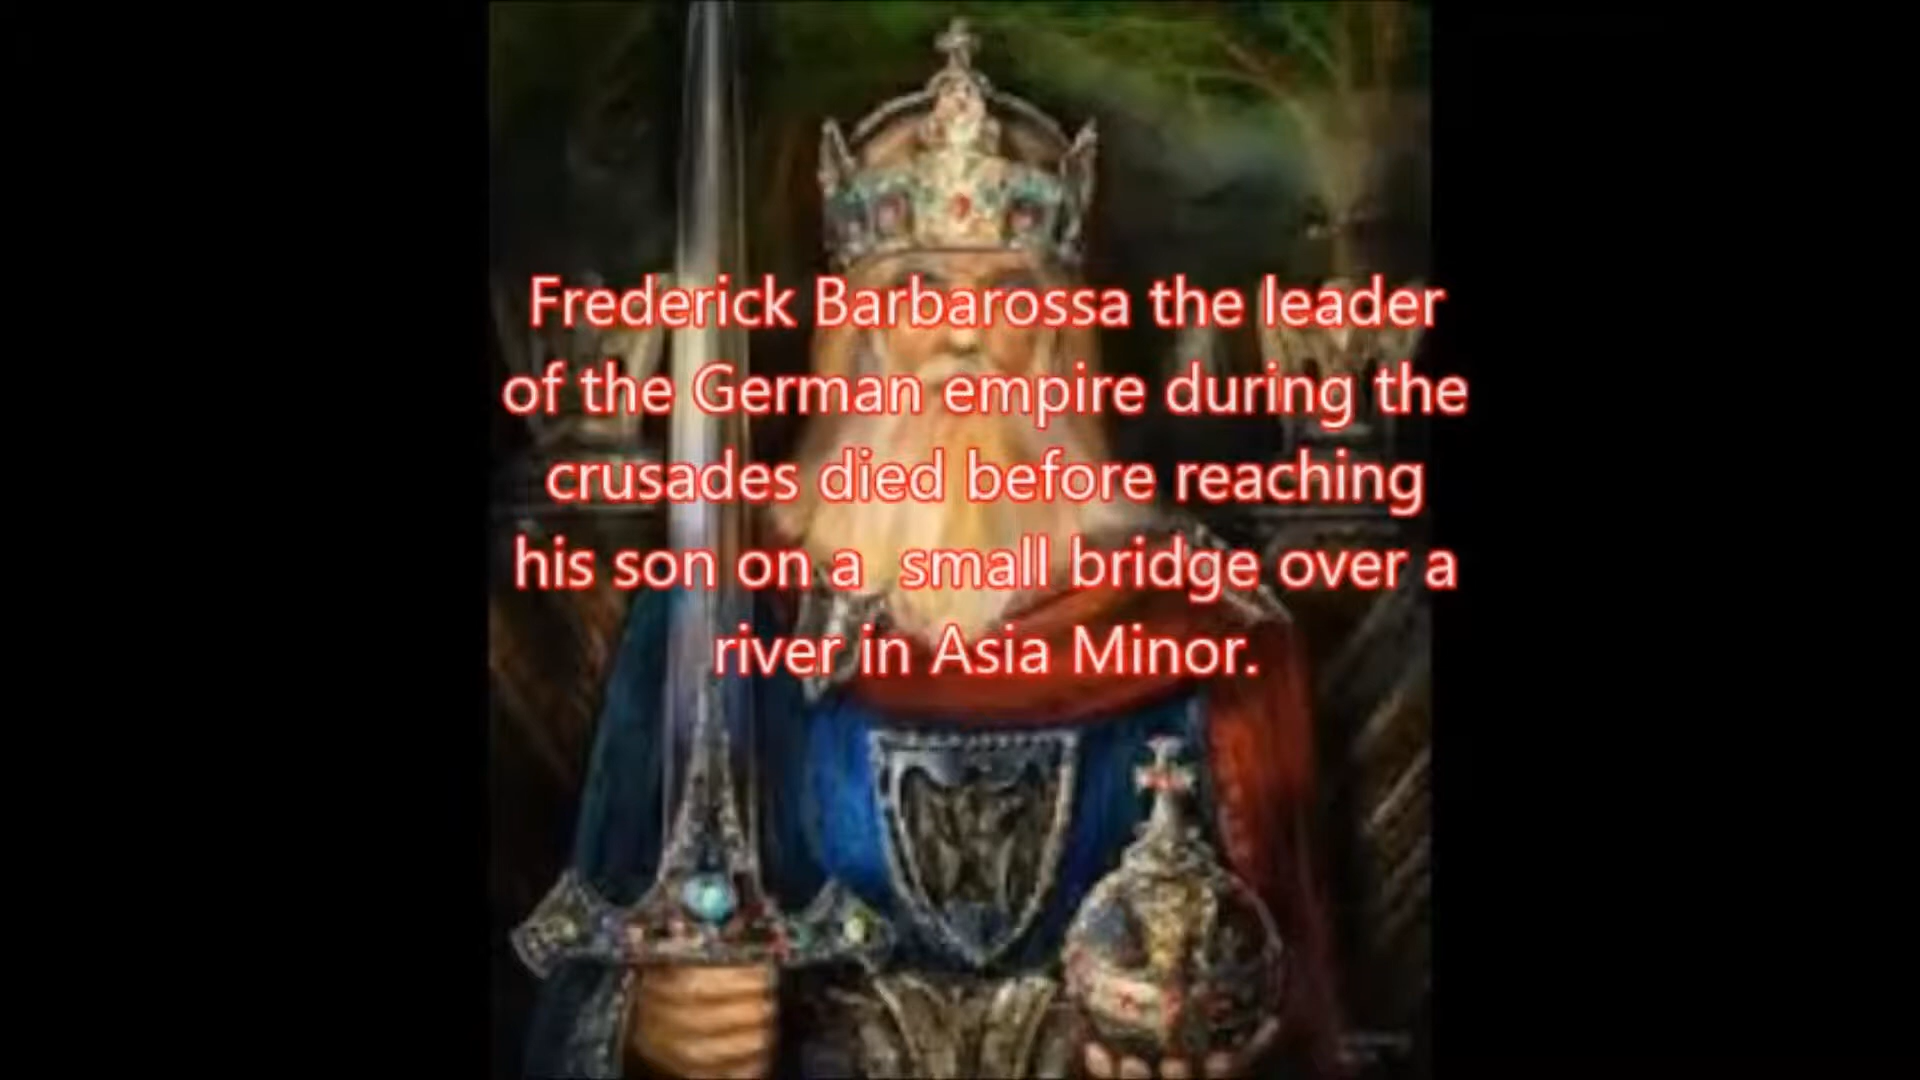 Frederick Barbarossa the leader
of the German empire during the
crusades died before reaching
his son on a  small bridge over a
river in Asia Minor.